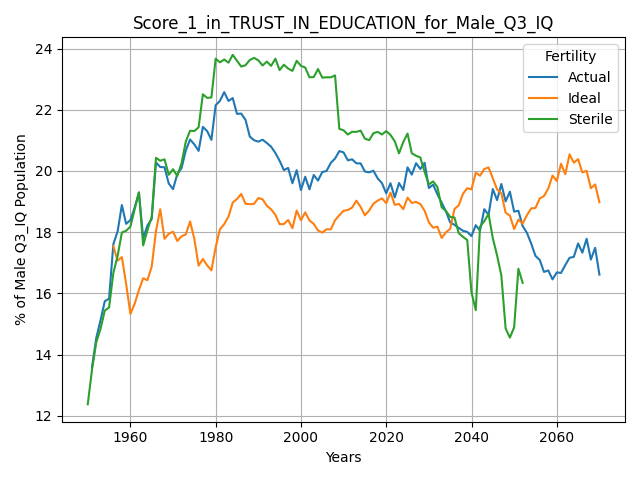 Score_1_in_TRUST_IN_EDUCATION_for_Male_Q3_IQ
Fertility
Actual
Ideal
Sterile
% of Male Q3_IQ Population
24
22
20
18
16
14
12
1960
1980
2000
2020
2040
2060
Years